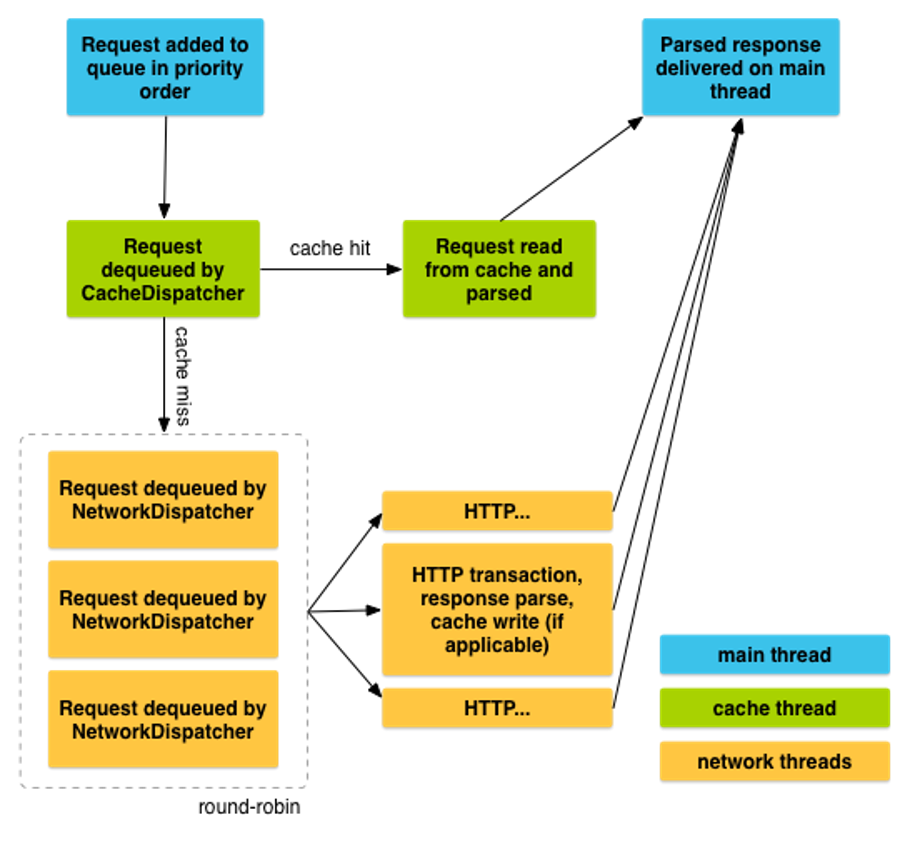 Request added to
queue in priority
order
Parsed response
delivered on main
thread
Request
dequeued by
CacheDispatcher
cache hit
Request read
from cache and
parsed
cache miss
Request dequeued by
NetworkDispatcher
Request dequeued by
NetworkDispatcher
Request dequeued by
NetworkDispatcher
round-robin
HTTP...
HTTP transaction,
response parse,
cache write (if
applicable)
HTTP...
main thread
cache thread
network threads